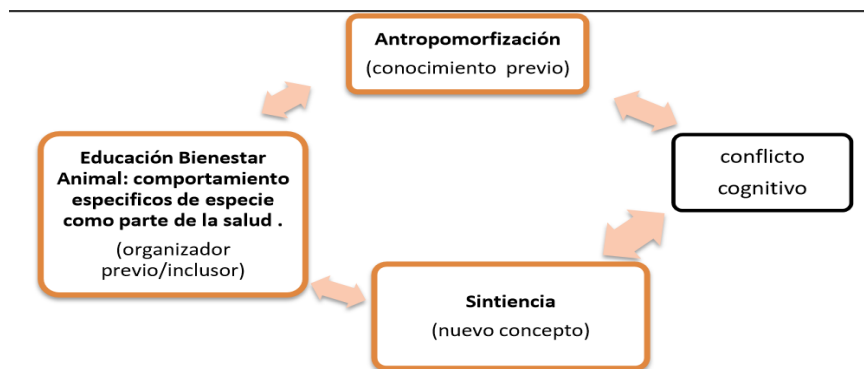 Antropomorfización
(conocimiento previo)
Educación Bienestar
Animal: comportamiento
especificos de especie
como parte de la salud .
(organizador
previo/inclusor)
conflicto
cognitivo
Sintiencia
(nuevo concepto)